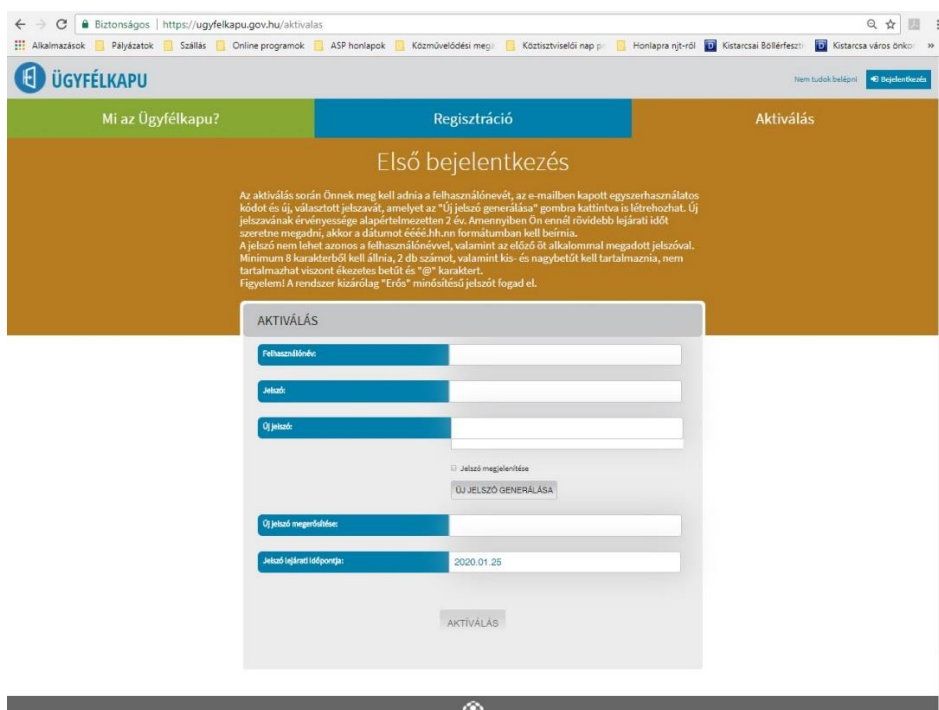 Biztonságos | https://ugyfelkapu.gov.hu/aktivalas
Alkalmazások Pályázatok Szállás Online programok ASP honlapok Közművelődési meg Köztisztviselői nap p Honlapra njt-ről Kistarcsai Böllérfeszti Kistarcsa város önkor »
ÜGYFÉLKAPU
Nem tudok belépni Bejelentkezés
Mi az Ügyfélkapu? Regisztráció Aktiválás
Első bejelentkezés
Az aktiválás során Önnek meg kell adnia a felhasználónevét, az e-mailben kapott egyszerhasználatos
kódot és új, választott jelszavát, amelyet az "Új jelszó generálása" gombra kattintva is létrehozhat. Új
jelszavának érvényessége alapértelmezetten 2 év. Amennyiben Ön ennél rövidebb lejárati időt
szeretne megadni, akkor a dátumot éééé.hh.nn formátumban kell beírnia.
A jelszó nem lehet azonos a felhasználónévvel, valamint az előző öt alkalommal megadott jelszóval.
Minimum 8 karakterből kell állnia, 2 db számot, valamint kis- és nagybetűt kell tartalmaznia, nem
tartalmazhat viszont ékezetes betűt és "@" karaktert.
Figyelem! A rendszer kizárólag "Erős" minősítésű jelszót fogad el.
AKTIVÁLÁS
Felhasználónév:
Jelszó:
Új jelszó:
Jelszó megjelenítése
ÚJ JELSZÓ GENERÁLÁSA
Új jelszó megerősítése:
Jelszó lejárati időpontja: 2020.01.25
AKTÍVÁLÁS